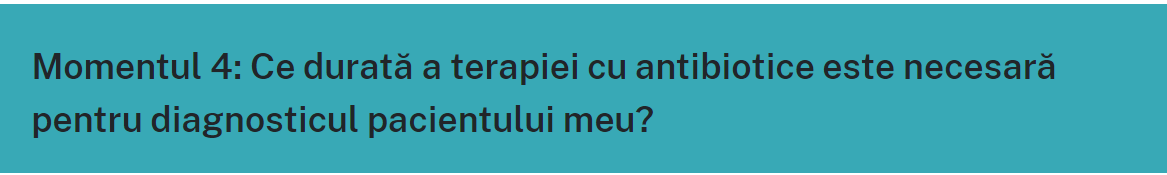 Momentul 4: Ce durată a terapiei cu antibiotice este necesară
pentru diagnosticul pacientului meu?